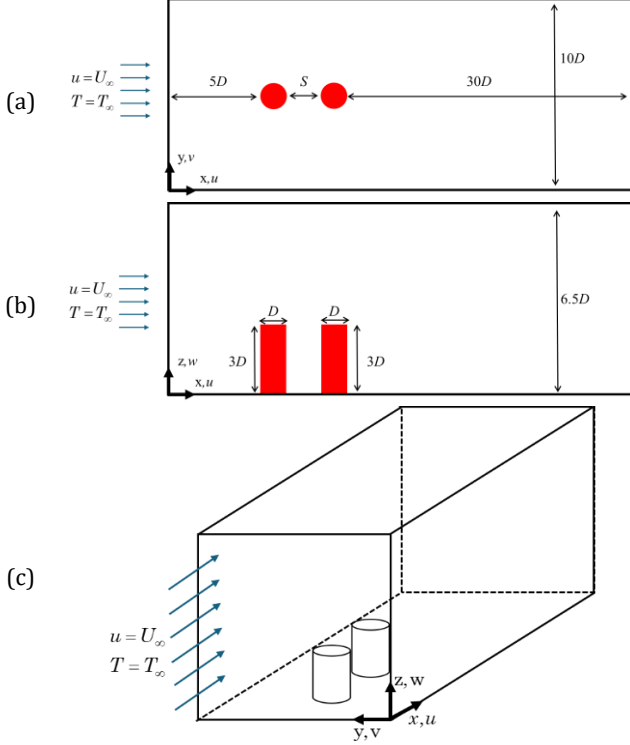 (a)
u = U∞
T = T∞
5D
S
30D
10D
y,v
x,u
(b)
u = U∞
T = T∞
D
D
3D
3D
6.5D
z,w
x,u
(c)
u = U∞
T = T∞
z, w
y, v
x, u